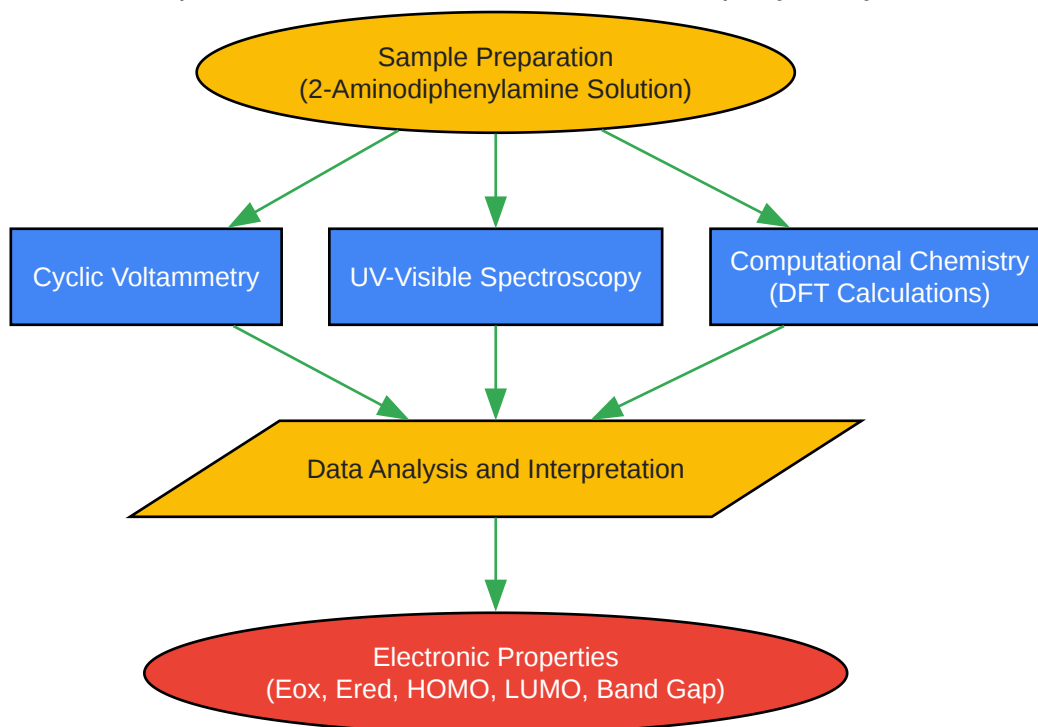 Sample Preparation
(2-Aminodiphenylamine Solution)
Cyclic Voltammetry
UV-Visible Spectroscopy
Computational Chemistry
(DFT Calculations)
Data Analysis and Interpretation
Electronic Properties
(Eox, Ered, HOMO, LUMO, Band Gap)